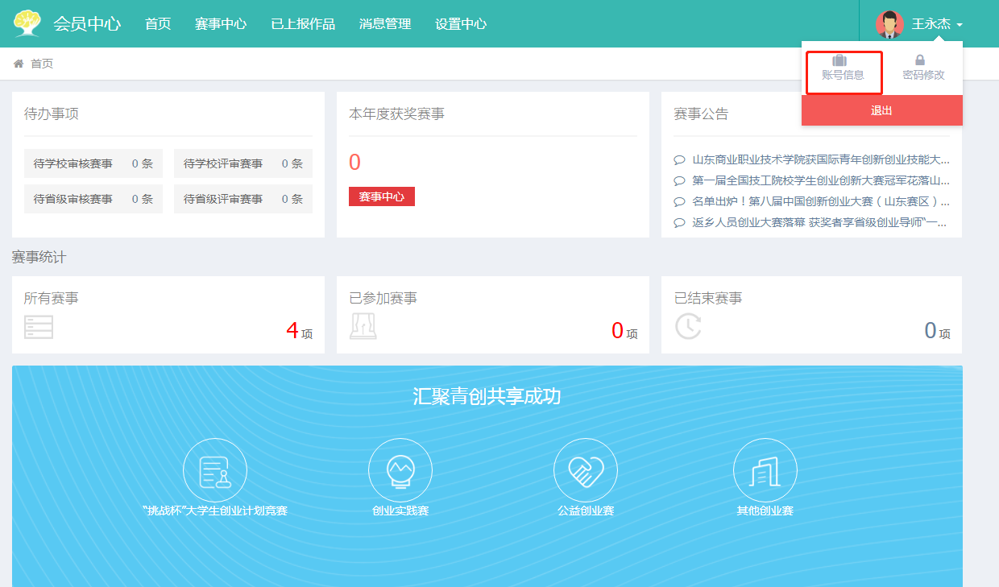 会员中心 首页 赛事中心 已上报作品 消息管理 设置中心 王永杰
首页
账号信息 密码修改
退出
待办事项
待学校审核赛事 0 条 待学校评审赛事 0 条
待省级审核赛事 0 条 待省级评审赛事 0 条
本年度获奖赛事
0
赛事中心
赛事公告
山东商业职业技术学院获国际青年创新创业技能大...
第一届全国技工院校学生创业创新大赛冠军花落山...
名单出炉！第八届中国创新创业大赛（山东赛区）...
返乡人员创业大赛落幕 获奖者享省级创业导师“一...
赛事统计
所有赛事
4 项
已参加赛事
0 项
已结束赛事
0 项
汇聚青创共享成功
“挑战杯”大学生创业计划竞赛 创业实践赛 公益创业赛 其他创业赛